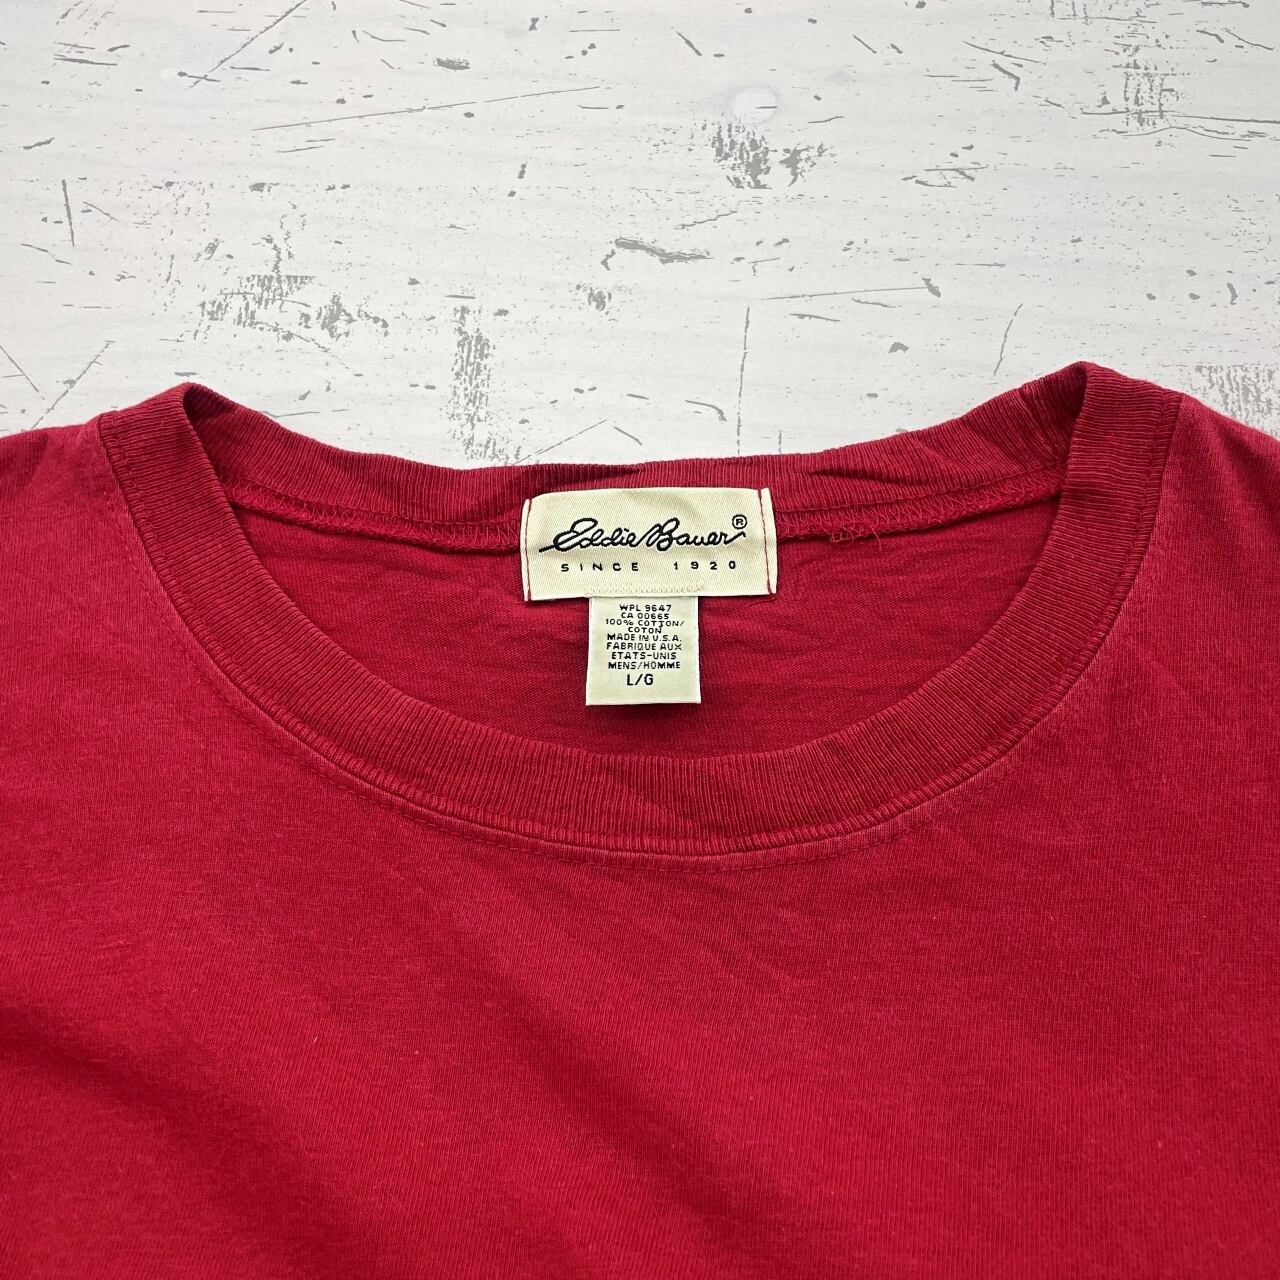 Eddie Bauer®
SINCE 1920
WPL 9647
CA 00665
100% COTTON/
COTON
MADE IN U.S.A.
FABRIQUE AUX
ETATS-UNIS
MENS/HOMME
L/G